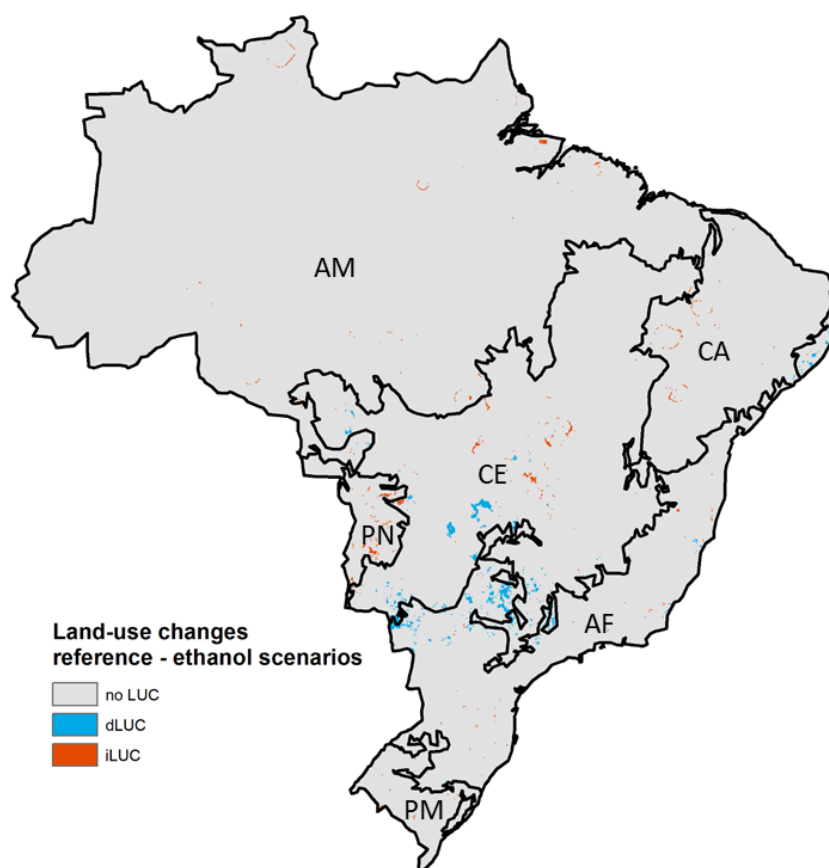 AM
CA
CE
PN
AF
Land-use changes
reference - ethanol scenarios
no LUC
dLUC
iLUC
PM